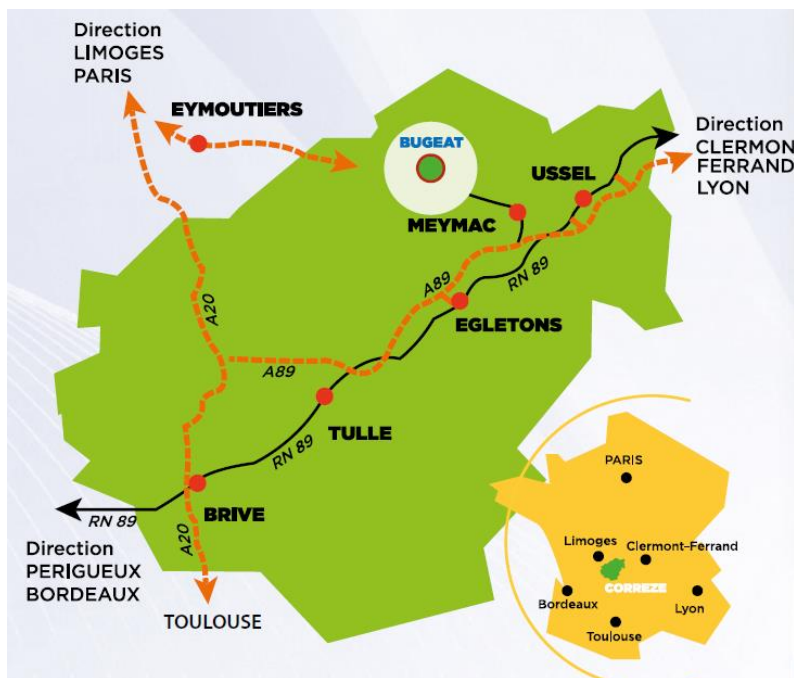 Direction
LIMOGES
PARIS
EYMOUTIERS
BUGEAT
Direction
CLERMON
FERRAND
LYON
USSEL
MEYMAC
A20
A89
RN 89
EGLETONS
A89
TULLE
RN 89
BRIVE
RN 89
A20
Direction
PERIGUEUX
BORDEAUX
TOULOUSE
PARIS
Limoges
Clermont-Ferrand
CORREZE
Bordeaux
Lyon
Toulouse